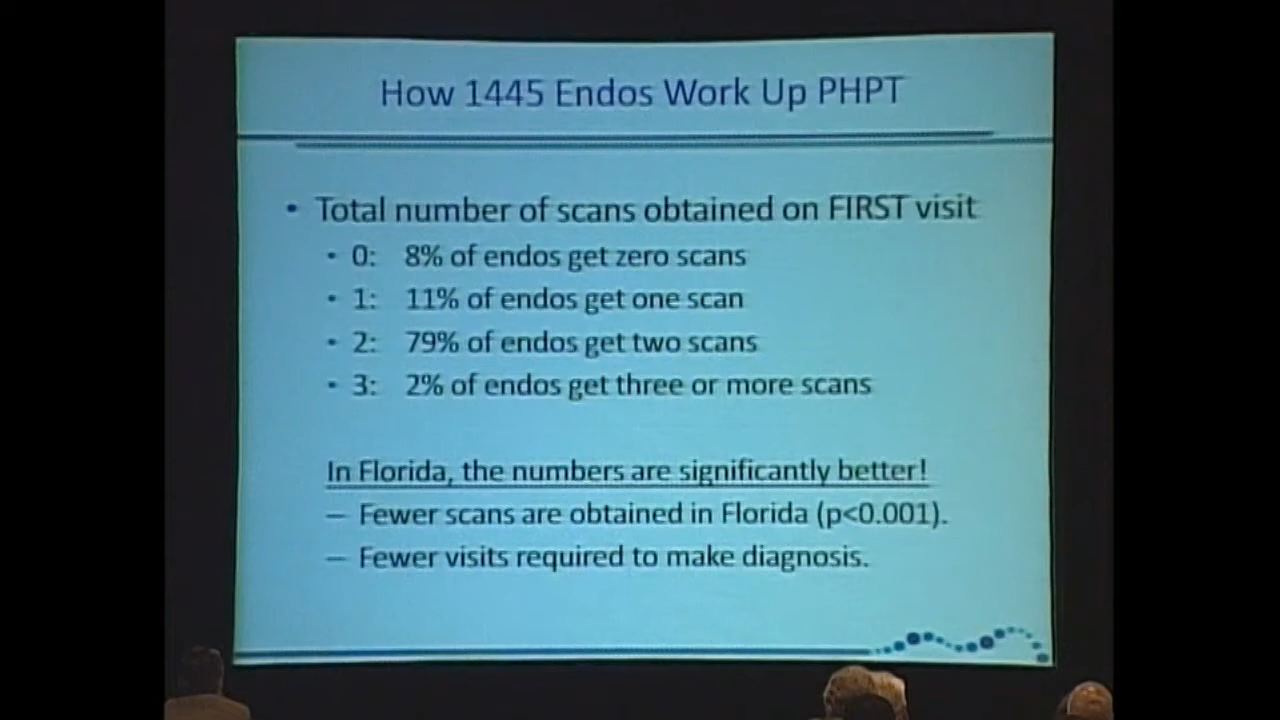 How 1445 Endos Work Up PHPT
• Total number of scans obtained on FIRST visit
• 0: 8% of endos get zero scans
• 1: 11% of endos get one scan
• 2: 79% of endos get two scans
• 3: 2% of endos get three or more scans
In Florida, the numbers are significantly better!
– Fewer scans are obtained in Florida (p<0.001).
– Fewer visits required to make diagnosis.